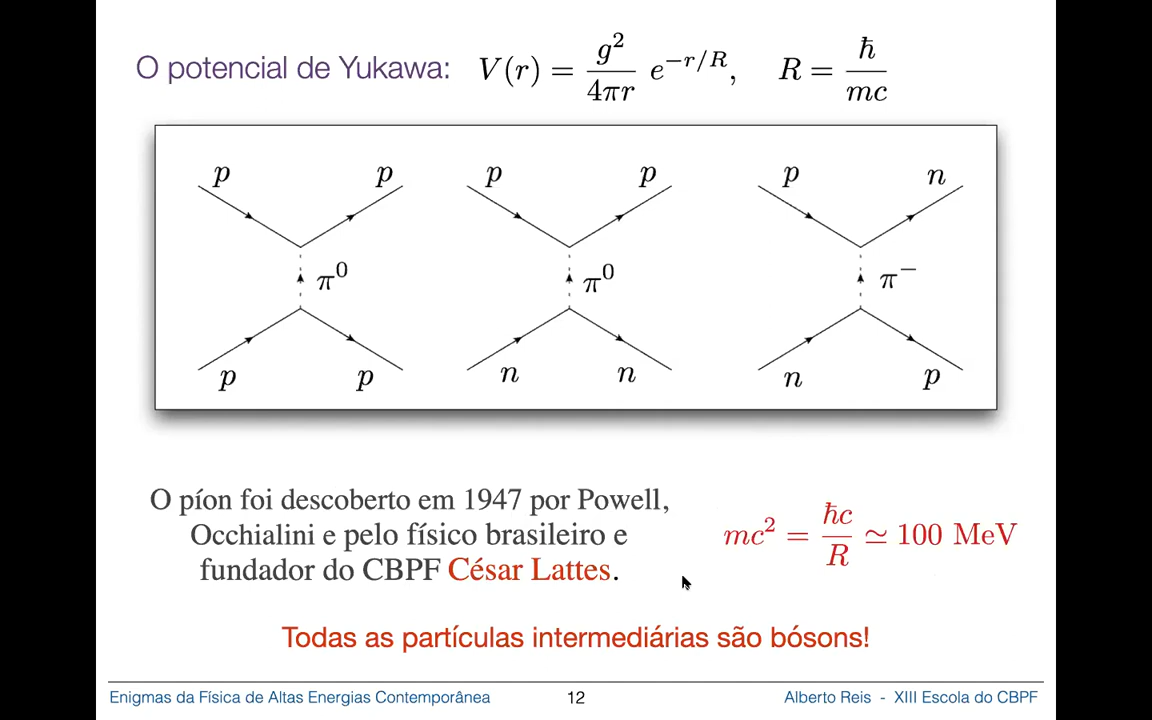 O potencial de Yukawa: V(r) = g²/4πr e^{-r/R}, R = ħ/mc
p p p p p n
π⁰ π⁰ π⁻
p p n n n p
O píon foi descoberto em 1947 por Powell,
Occhialini e pelo físico brasileiro e
fundador do CBPF César Lattes.
mc² = ħc/R ≃ 100 MeV
Todas as partículas intermediárias são bósons!
Enigmas da Física de Altas Energias Contemporânea 12 Alberto Reis - XIII Escola do CBPF